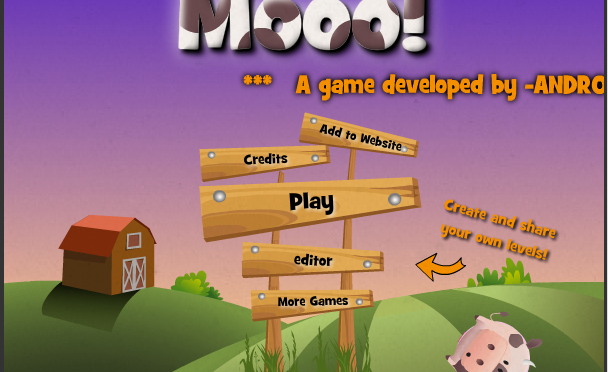 Mooo!
*** A game developed by -ANDRO
Add to Website
Credits
Play
Create and share
your own levels!
editor
More Games